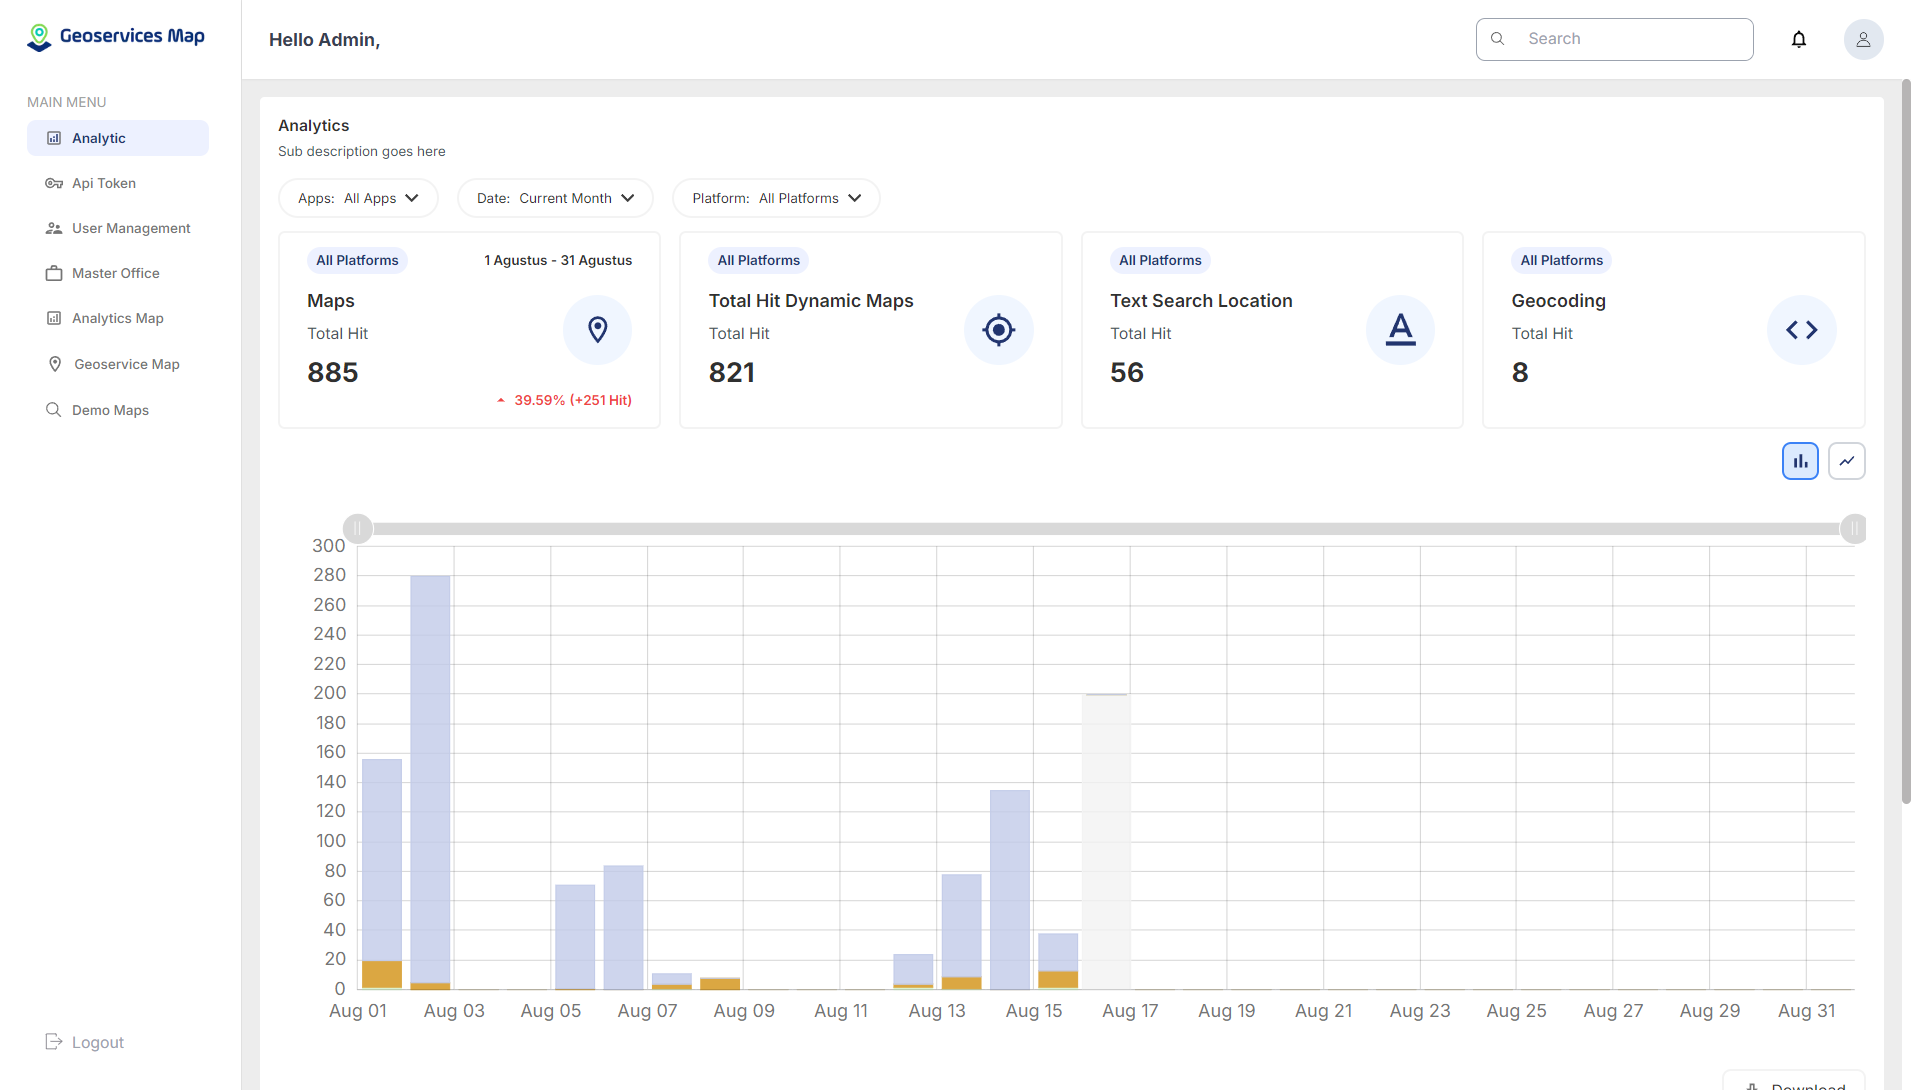 Geoservices Map
Hello Admin,
Search
MAIN MENU
Analytic
Api Token
User Management
Master Office
Analytics Map
Geoservice Map
Demo Maps
Logout
Analytics
Sub description goes here
Apps: All Apps
Date: Current Month
Platform: All Platforms
All Platforms
1 Agustus - 31 Agustus
Maps
Total Hit
885
39.59% (+251 Hit)
All Platforms
Total Hit Dynamic Maps
Total Hit
821
All Platforms
Text Search Location
Total Hit
56
All Platforms
Geocoding
Total Hit
8
300
280
260
240
220
200
180
160
140
120
100
80
60
40
20
0
Aug 01 Aug 03 Aug 05 Aug 07 Aug 09 Aug 11 Aug 13 Aug 15 Aug 17 Aug 19 Aug 21 Aug 23 Aug 25 Aug 27 Aug 29 Aug 31
Download